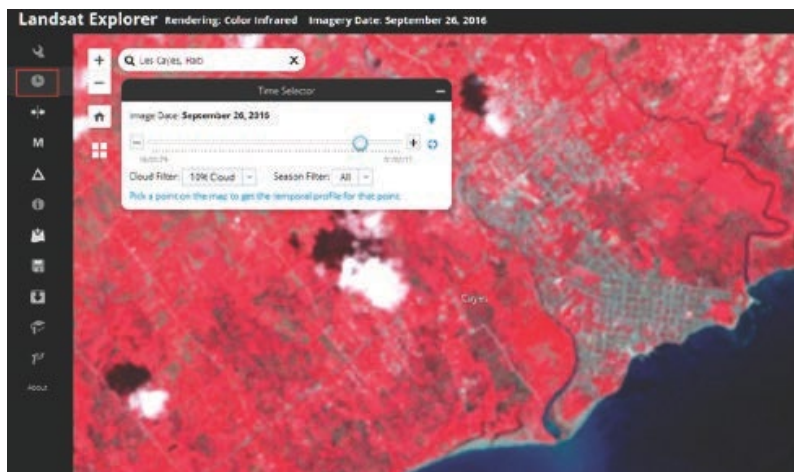 Landsat Explorer Rendering: Color Infrared Imagery Date: September 26, 2016
Les Cayes, Haiti X
Time Selector
Image Date: September 26, 2016
Cloud Filter: 10% Cloud Season Filter: All
Pick a point on the map to get the temporal profile for that point.
M
Cayes
About